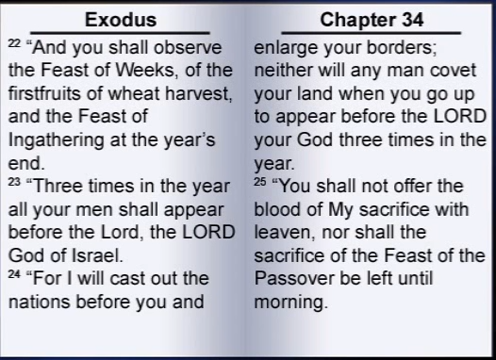 Exodus
22 “And you shall observe
the Feast of Weeks, of the
firstfruits of wheat harvest,
and the Feast of
Ingathering at the year’s
end.
23 “Three times in the year
all your men shall appear
before the Lord, the LORD
God of Israel.
24 “For I will cast out the
nations before you and
Chapter 34
enlarge your borders;
neither will any man covet
your land when you go up
to appear before the LORD
your God three times in the
year.
25 “You shall not offer the
blood of My sacrifice with
leaven, nor shall the
sacrifice of the Feast of the
Passover be left until
morning.